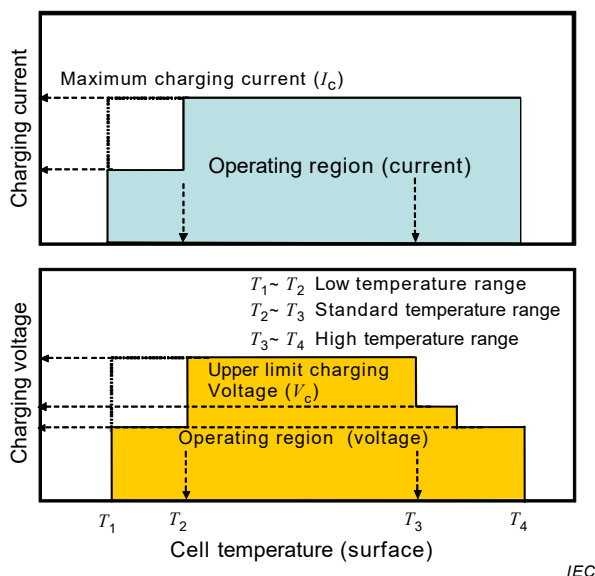 Charging current
Maximum charging current (Ic)
Operating region (current)
Charging voltage
T1~ T2 Low temperature range
T2~ T3 Standard temperature range
T3~ T4 High temperature range
Upper limit charging
Voltage (Vc)
Operating region (voltage)
T1 T2 T3 T4
Cell temperature (surface)
IEC